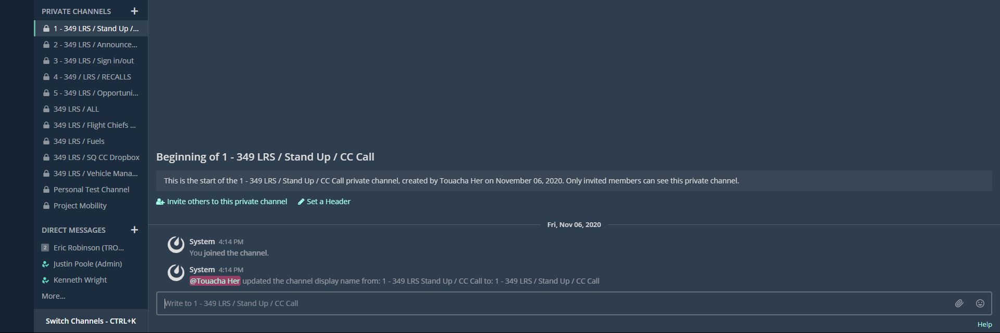 PRIVATE CHANNELS
1 - 349 LRS / Stand Up /...
2 - 349 LRS / Announce...
3 - 349 LRS / Sign in/out
4 - 349 / LRS / RECALLS
5 - 349 LRS / Opportuni...
349 LRS / ALL
349 LRS / Flight Chiefs ...
349 LRS / Fuels
349 LRS / SQ CC Dropbox
349 LRS / Vehicle Mana...
Personal Test Channel
Project Mobility
DIRECT MESSAGES
2 Eric Robinson (TRO...
Justin Poole (Admin)
Kenneth Wright
More...
Switch Channels - CTRL+K
Beginning of 1 - 349 LRS / Stand Up / CC Call
This is the start of the 1 - 349 LRS / Stand Up / CC Call private channel, created by Touacha Her on November 06, 2020. Only invited members can see this private channel.
Invite others to this private channel Set a Header
Fri, Nov 06, 2020
System 4:14 PM
You joined the channel.
System 4:14 PM
@Touacha Her updated the channel display name from: 1 - 349 LRS Stand Up / CC Call to: 1 - 349 LRS / Stand Up / CC Call
Write to 1 - 349 LRS / Stand Up / CC Call
Help